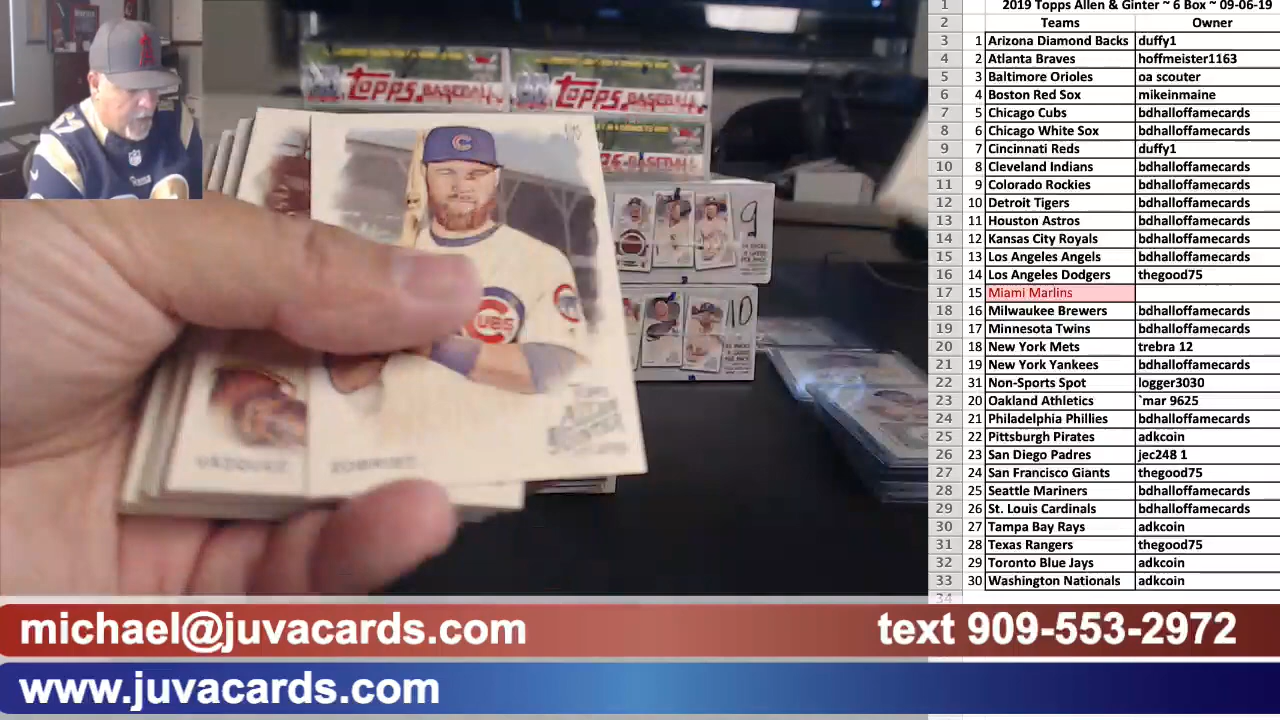 1 2019 Topps Allen & Ginter ~ 6 Box ~ 09-06-19
2 Teams Owner
3 1 Arizona Diamond Backs duffy1
4 2 Atlanta Braves hoffmeister1163
5 3 Baltimore Orioles oa scouter
6 4 Boston Red Sox mikeinmaine
7 5 Chicago Cubs bdhalloffamecards
8 6 Chicago White Sox bdhalloffamecards
9 7 Cincinnati Reds duffy1
10 8 Cleveland Indians bdhalloffamecards
11 9 Colorado Rockies bdhalloffamecards
12 10 Detroit Tigers bdhalloffamecards
13 11 Houston Astros bdhalloffamecards
14 12 Kansas City Royals bdhalloffamecards
15 13 Los Angeles Angels bdhalloffamecards
16 14 Los Angeles Dodgers thegood75
17 15 Miami Marlins
18 16 Milwaukee Brewers bdhalloffamecards
19 17 Minnesota Twins bdhalloffamecards
20 18 New York Mets trebra 12
21 19 New York Yankees bdhalloffamecards
22 31 Non-Sports Spot logger3030
23 20 Oakland Athletics `mar 9625
24 21 Philadelphia Phillies bdhalloffamecards
25 22 Pittsburgh Pirates adkcoin
26 23 San Diego Padres jec248 1
27 24 San Francisco Giants thegood75
28 25 Seattle Mariners bdhalloffamecards
29 26 St. Louis Cardinals bdhalloffamecards
30 27 Tampa Bay Rays adkcoin
31 28 Texas Rangers thegood75
32 29 Toronto Blue Jays adkcoin
33 30 Washington Nationals adkcoin
34
Topps BASEBALL Topps BASEBALL
BASEBALL
C
9
CUBS
10
ZOBRIST
michael@juvacards.com text 909-553-2972
www.juvacards.com